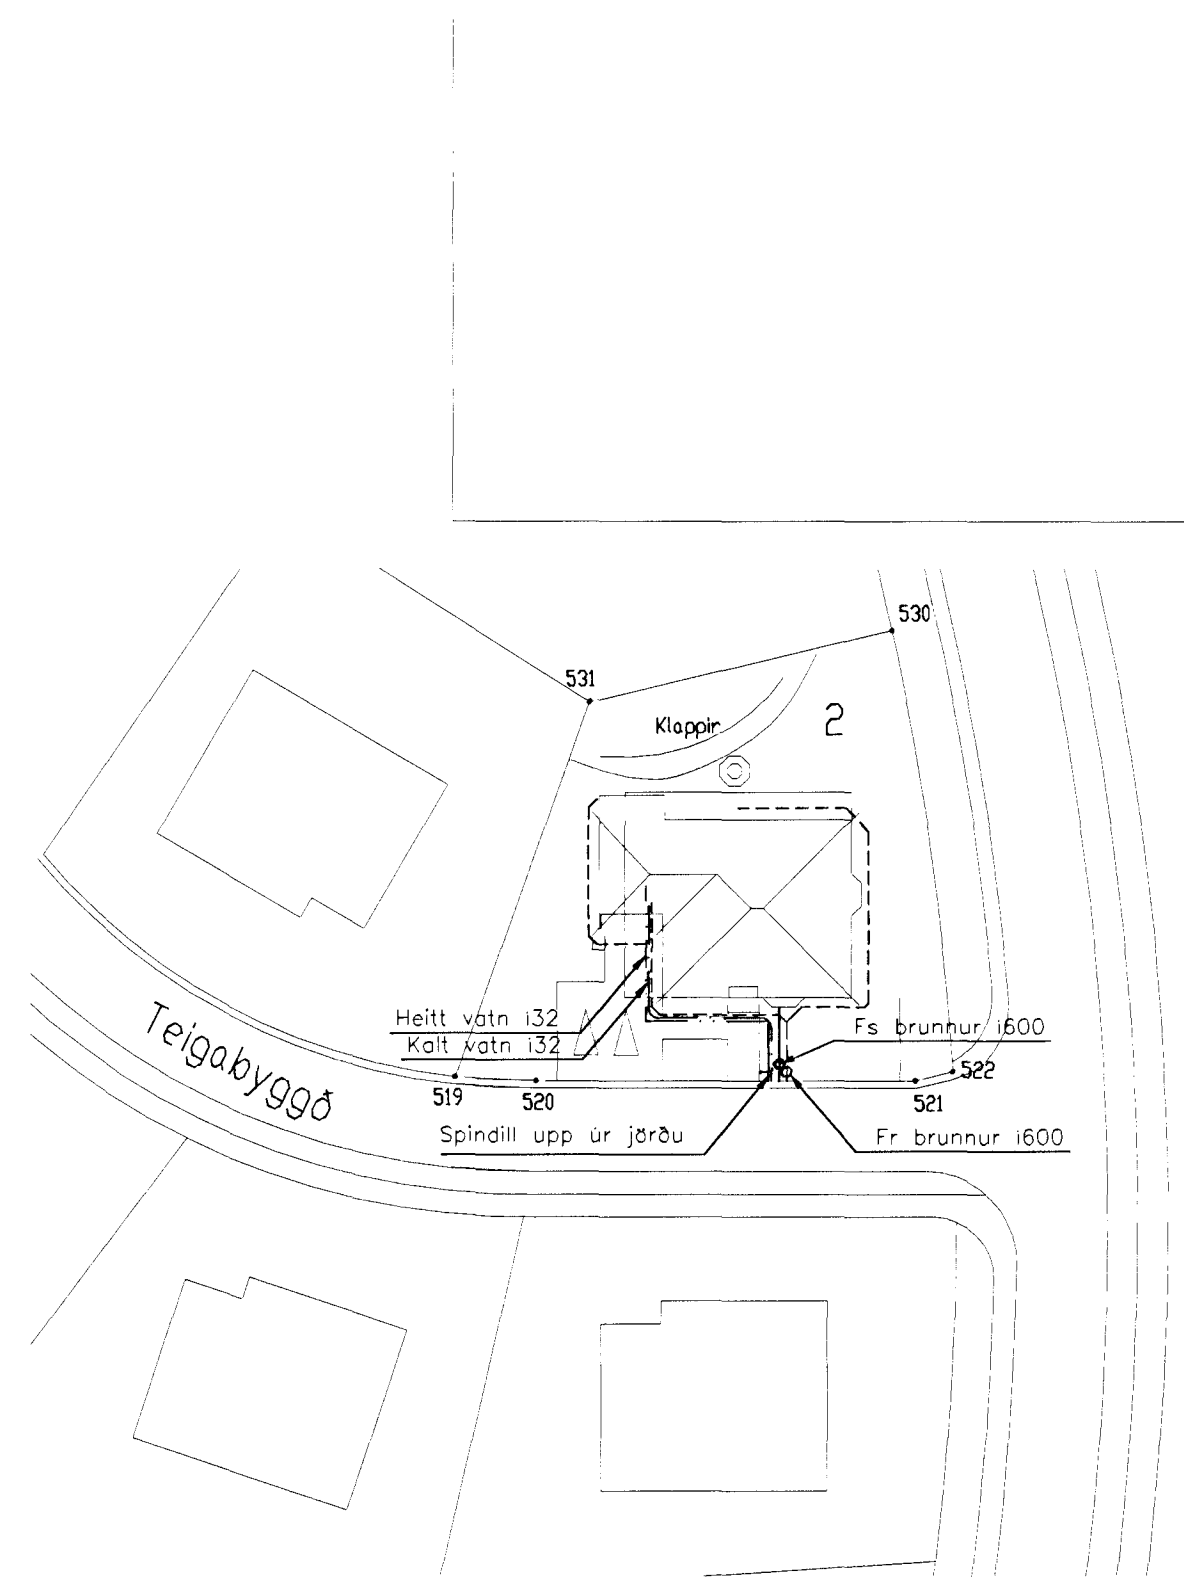 530
531
Klappir
2
Heitt vatn i32
Kalt vatn i32
Fs brunnur i600
Teigabyggð
519
520
521
522
Spindill upp úr jörðu
Fr brunnur i600